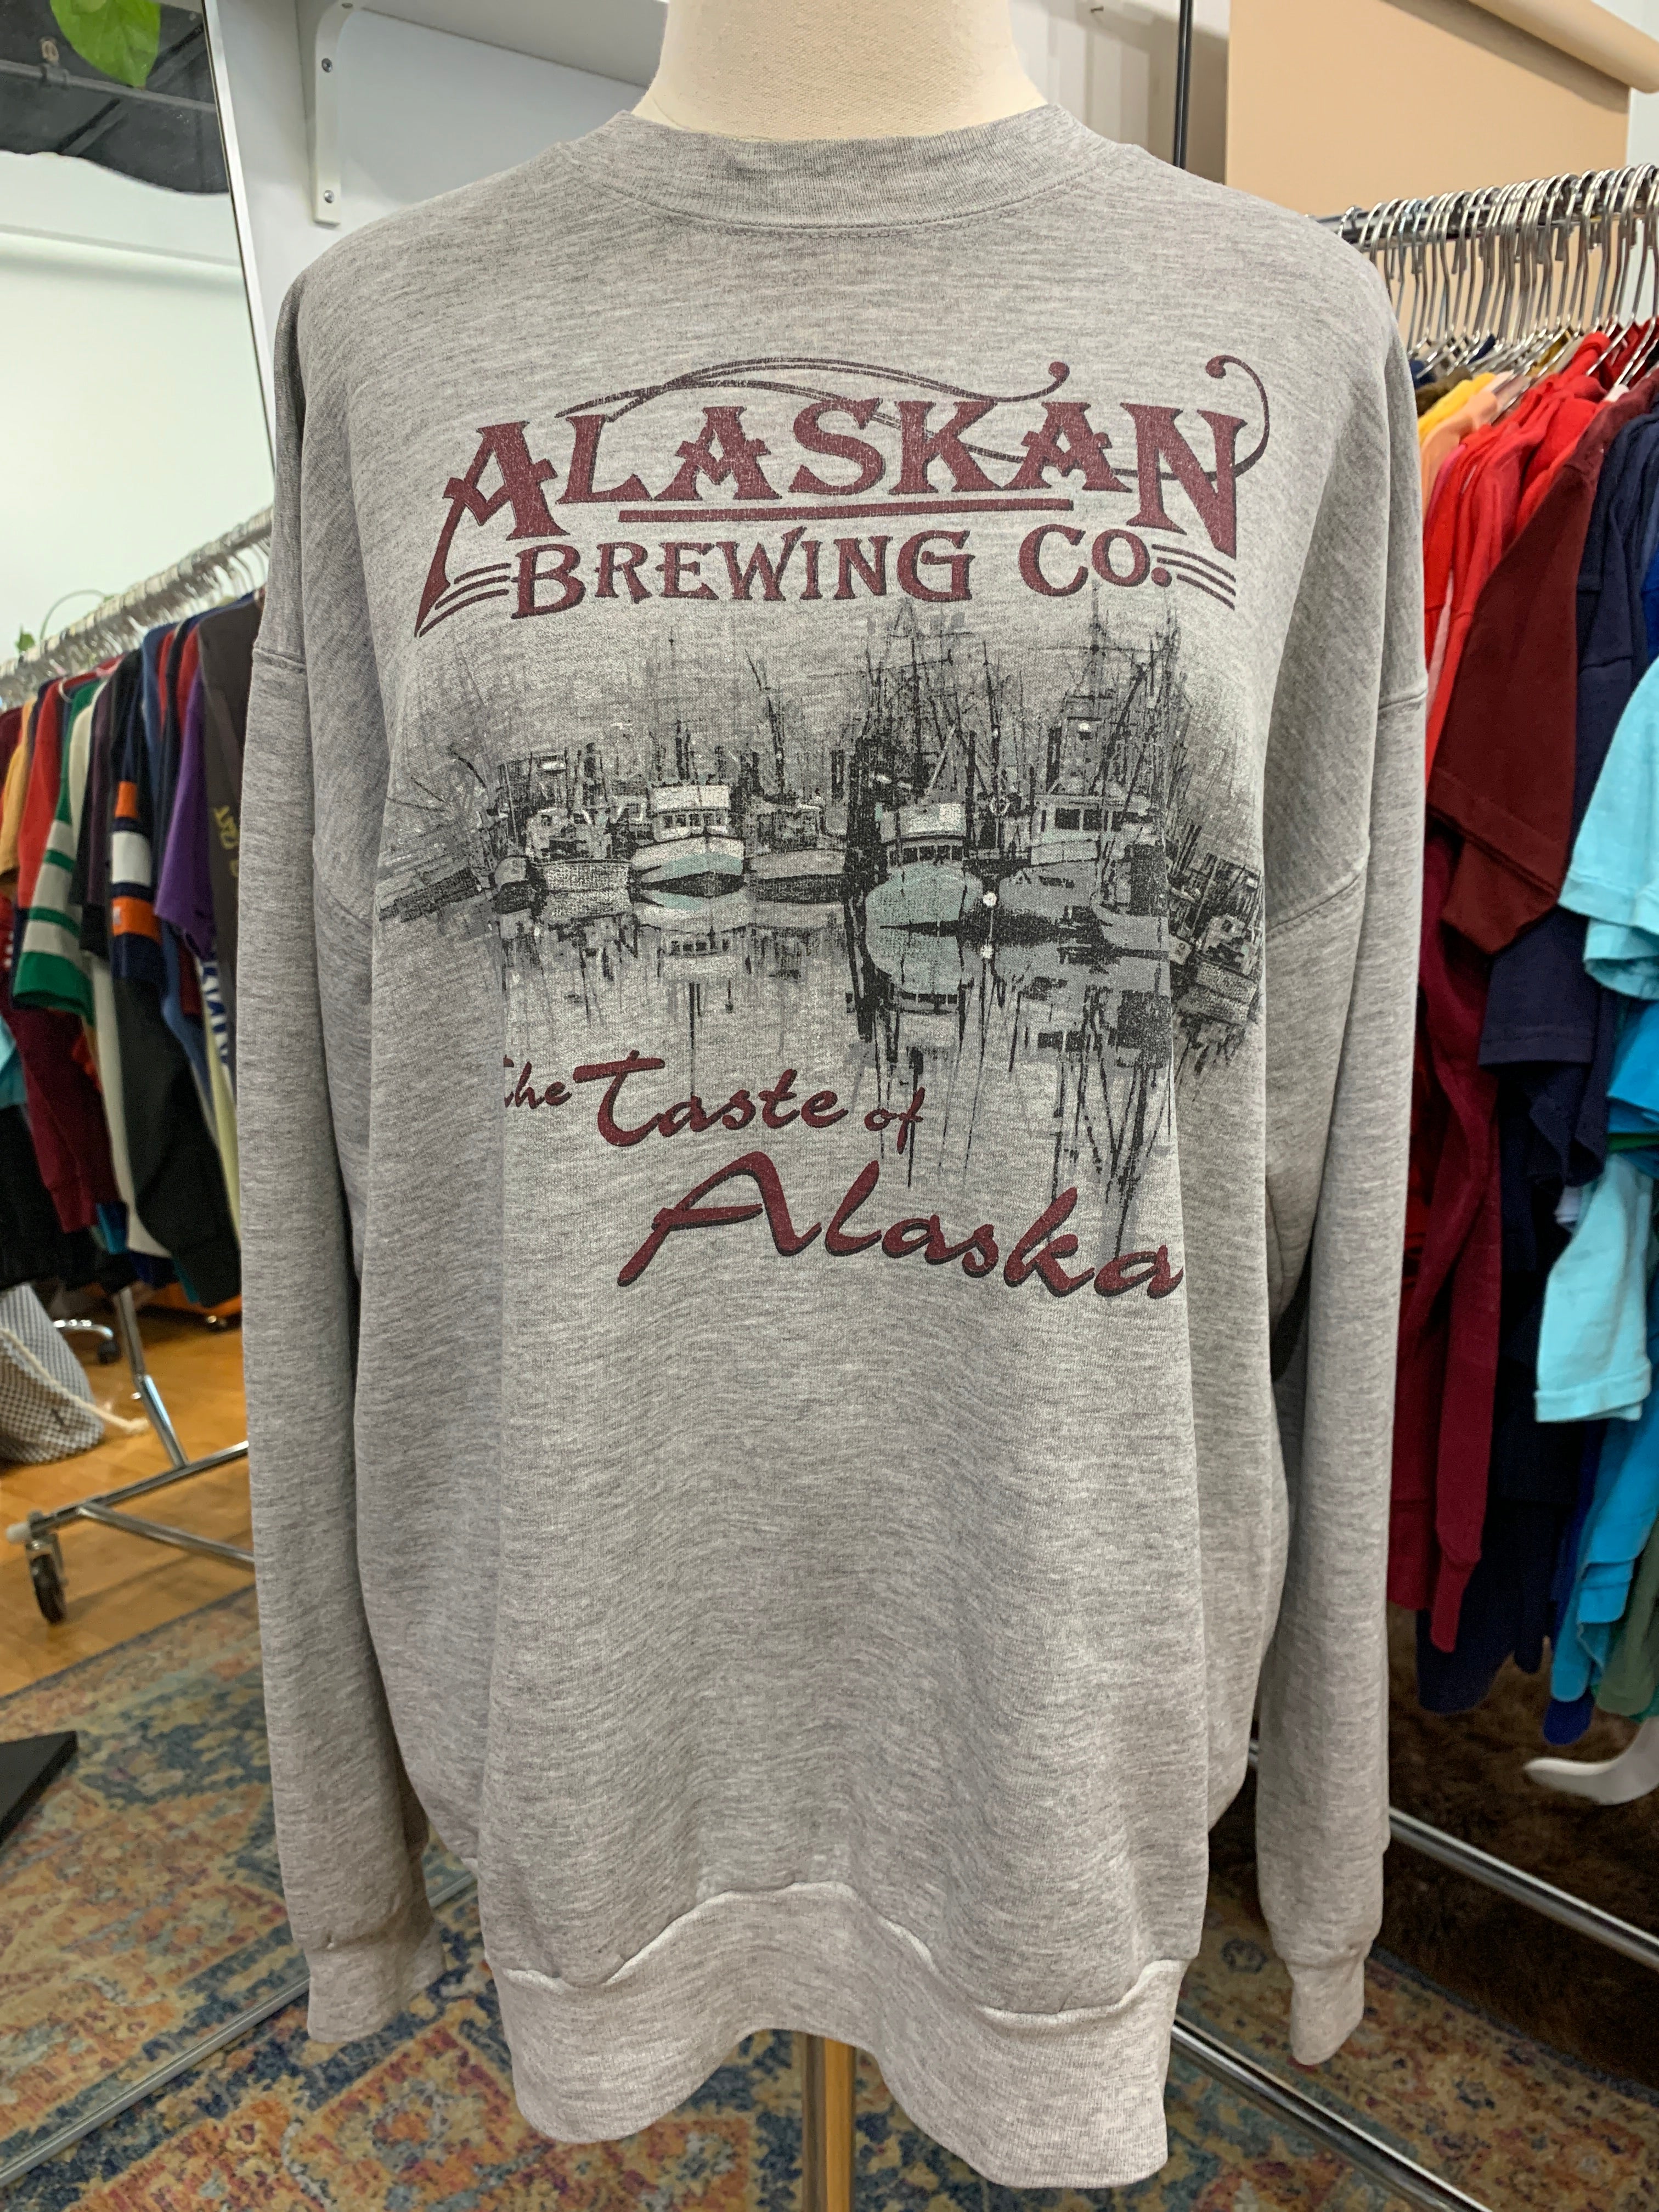 ALASKAN
BREWING CO.
The Taste of
Alaska